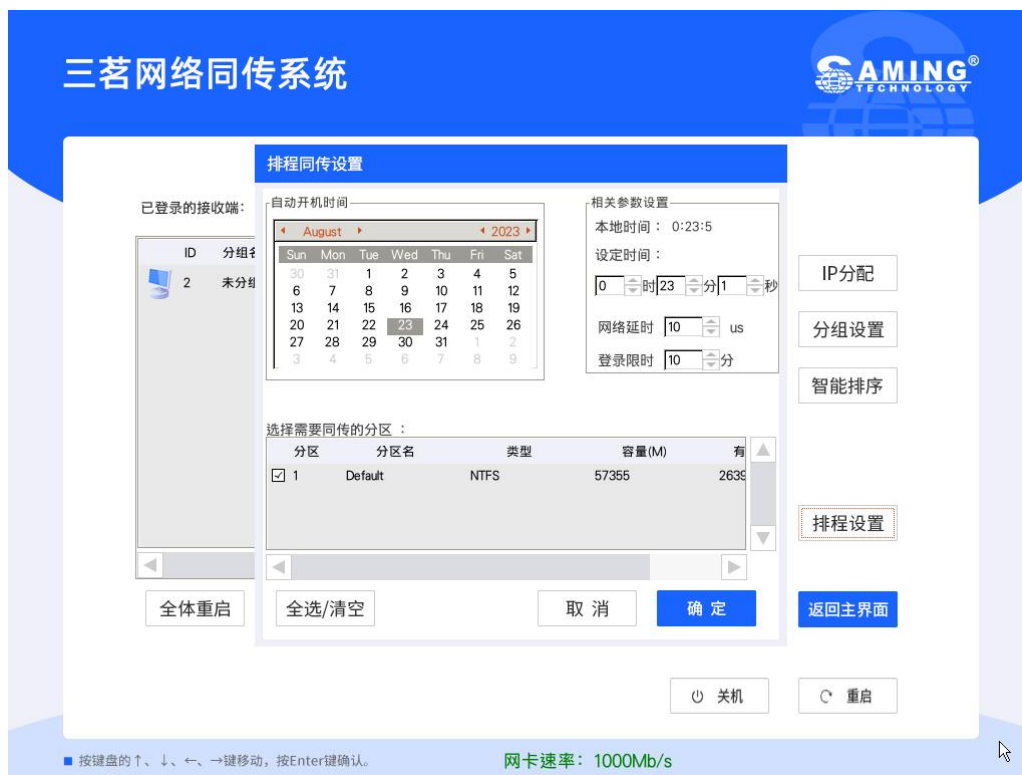 三茗网络同传系统
SAMING®
TECHNOLOGY
排程同传设置
已登录的接收端:
ID 分组
2 未分
自动开机时间
August 2023
Sun Mon Tue Wed Thu Fri Sat
30 31 1 2 3 4 5
6 7 8 9 10 11 12
13 14 15 16 17 18 19
20 21 22 23 24 25 26
27 28 29 30 31 1 2
3 4 5 6 7 8 9
相关参数设置
本地时间： 0:23:5
设定时间：
0 时 23 分 1 秒
网络延时 10 us
登录限时 10 分
选择需要同传的分区 ：
分区 分区名 类型 容量(M) 有
1 Default NTFS 57355 2639
IP分配
分组设置
智能排序
排程设置
全体重启
全选/清空
取 消
确 定
返回主界面
关机
重启
按键盘的↑、↓、←、→键移动，按Enter键确认。
网卡速率：1000Mb/s